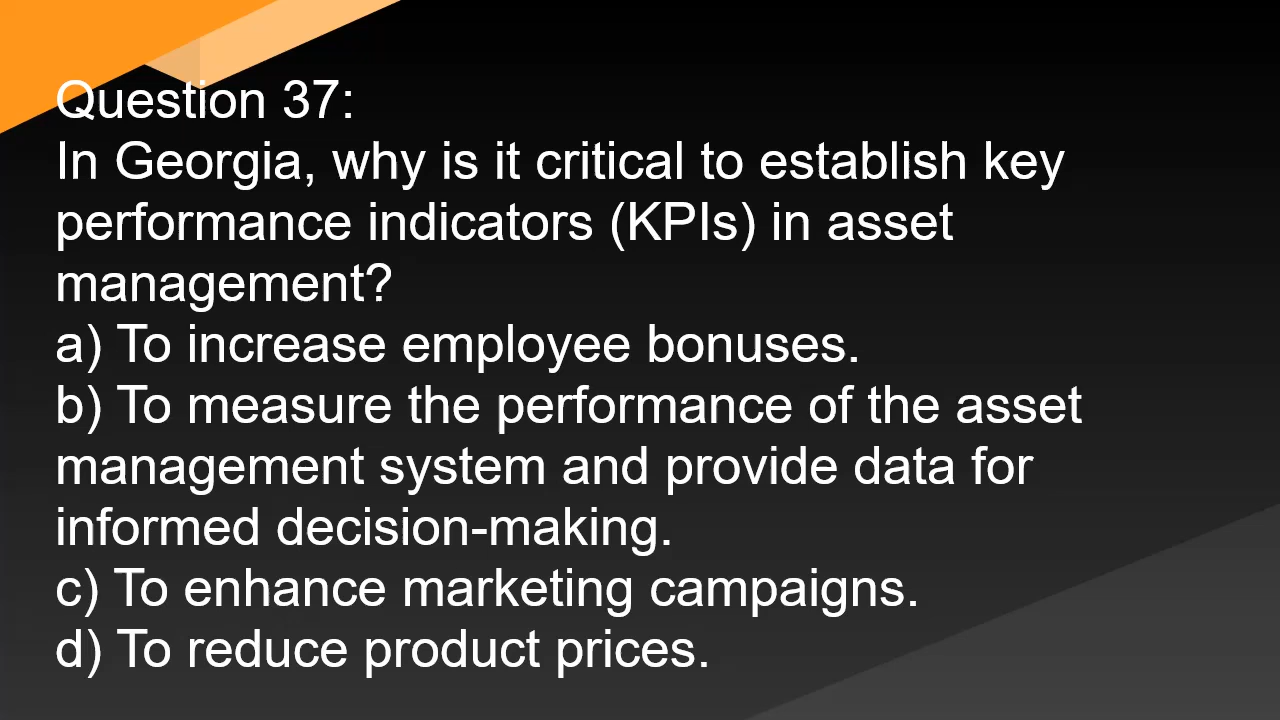 Question 37:
In Georgia, why is it critical to establish key
performance indicators (KPIs) in asset
management?
a) To increase employee bonuses.
b) To measure the performance of the asset
management system and provide data for
informed decision-making.
c) To enhance marketing campaigns.
d) To reduce product prices.